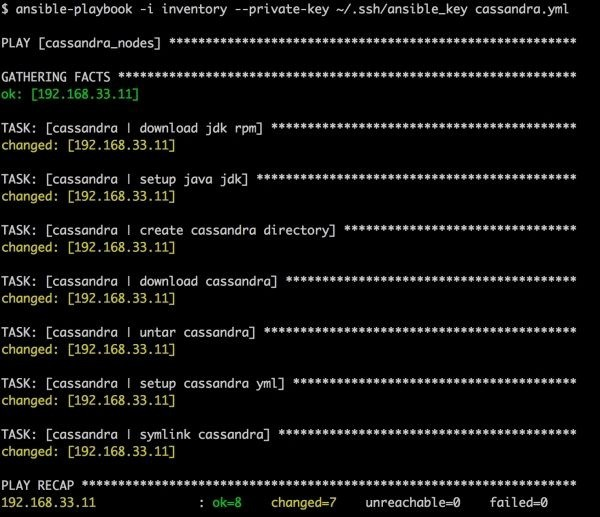 $ ansible-playbook -i inventory --private-key ~/.ssh/ansible_key cassandra.yml
PLAY [cassandra_nodes] ********************************************************
GATHERING FACTS ***************************************************************
ok: [192.168.33.11]
TASK: [cassandra | download jdk rpm] ******************************************
changed: [192.168.33.11]
TASK: [cassandra | setup java jdk] ********************************************
changed: [192.168.33.11]
TASK: [cassandra | create cassandra directory] ********************************
changed: [192.168.33.11]
TASK: [cassandra | download cassandra] ****************************************
changed: [192.168.33.11]
TASK: [cassandra | untar cassandra] *******************************************
changed: [192.168.33.11]
TASK: [cassandra | setup cassandra yml] ***************************************
changed: [192.168.33.11]
TASK: [cassandra | symlink cassandra] *****************************************
changed: [192.168.33.11]
PLAY RECAP ********************************************************************
192.168.33.11              : ok=8    changed=7    unreachable=0    failed=0